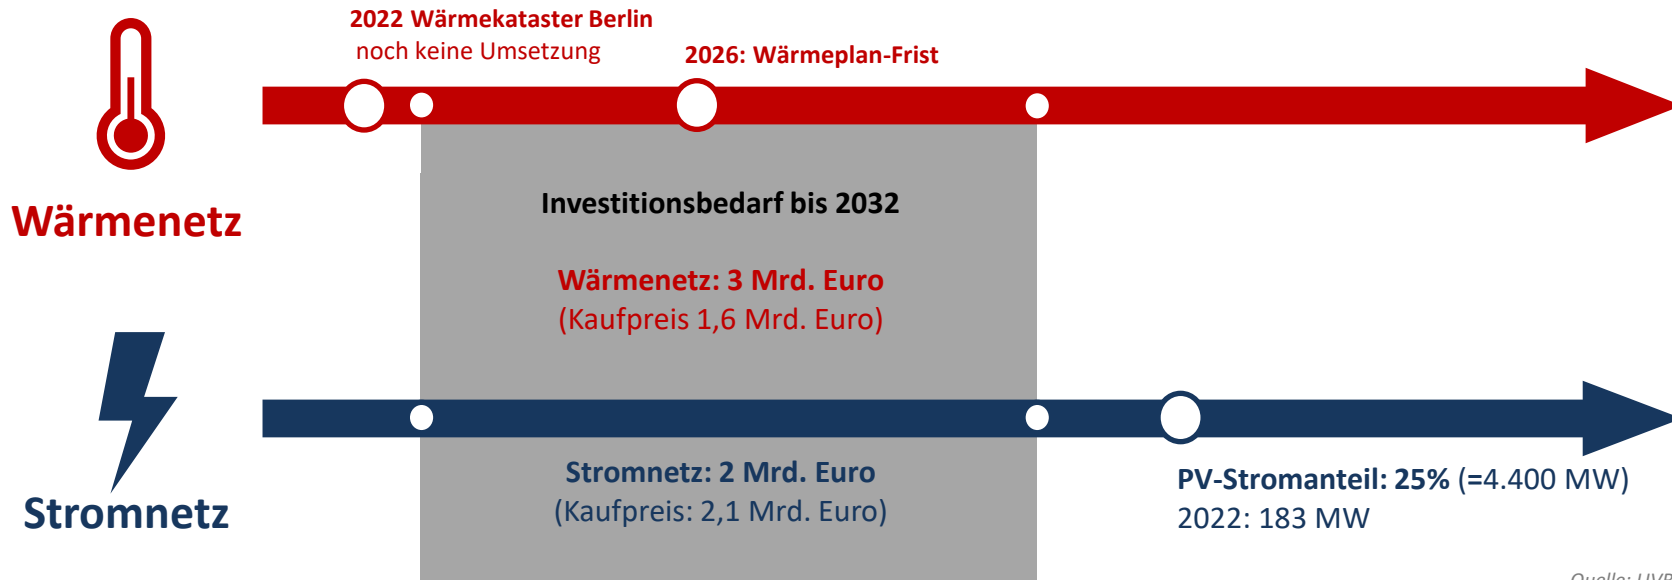 2022 Wärmekataster Berlin
noch keine Umsetzung
2026: Wärmeplan-Frist
Wärmenetz
Investitionsbedarf bis 2032
Wärmenetz: 3 Mrd. Euro
(Kaufpreis 1,6 Mrd. Euro)
Stromnetz
Stromnetz: 2 Mrd. Euro
(Kaufpreis: 2,1 Mrd. Euro)
PV-Stromanteil: 25% (=4.400 MW)
2022: 183 MW
Quelle: